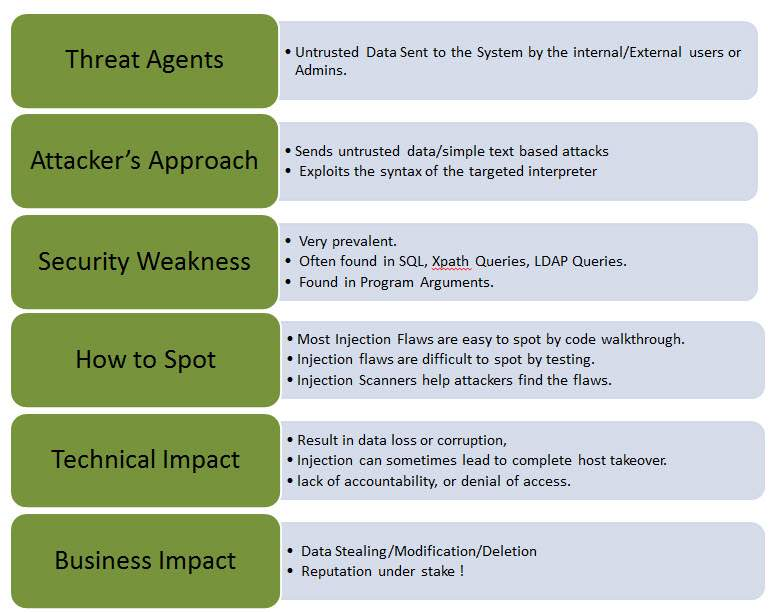 Threat Agents
• Untrusted Data Sent to the System by the internal/External users or
Admins.
Attacker's Approach
• Sends untrusted data/simple text based attacks
• Exploits the syntax of the targeted interpreter
Security Weakness
• Very prevalent.
• Often found in SQL, Xpath Queries, LDAP Queries.
• Found in Program Arguments.
How to Spot
• Most Injection Flaws are easy to spot by code walkthrough.
• Injection flaws are difficult to spot by testing.
• Injection Scanners help attackers find the flaws.
Technical Impact
• Result in data loss or corruption,
• Injection can sometimes lead to complete host takeover.
• lack of accountability, or denial of access.
Business Impact
• Data Stealing/Modification/Deletion
• Reputation under stake !